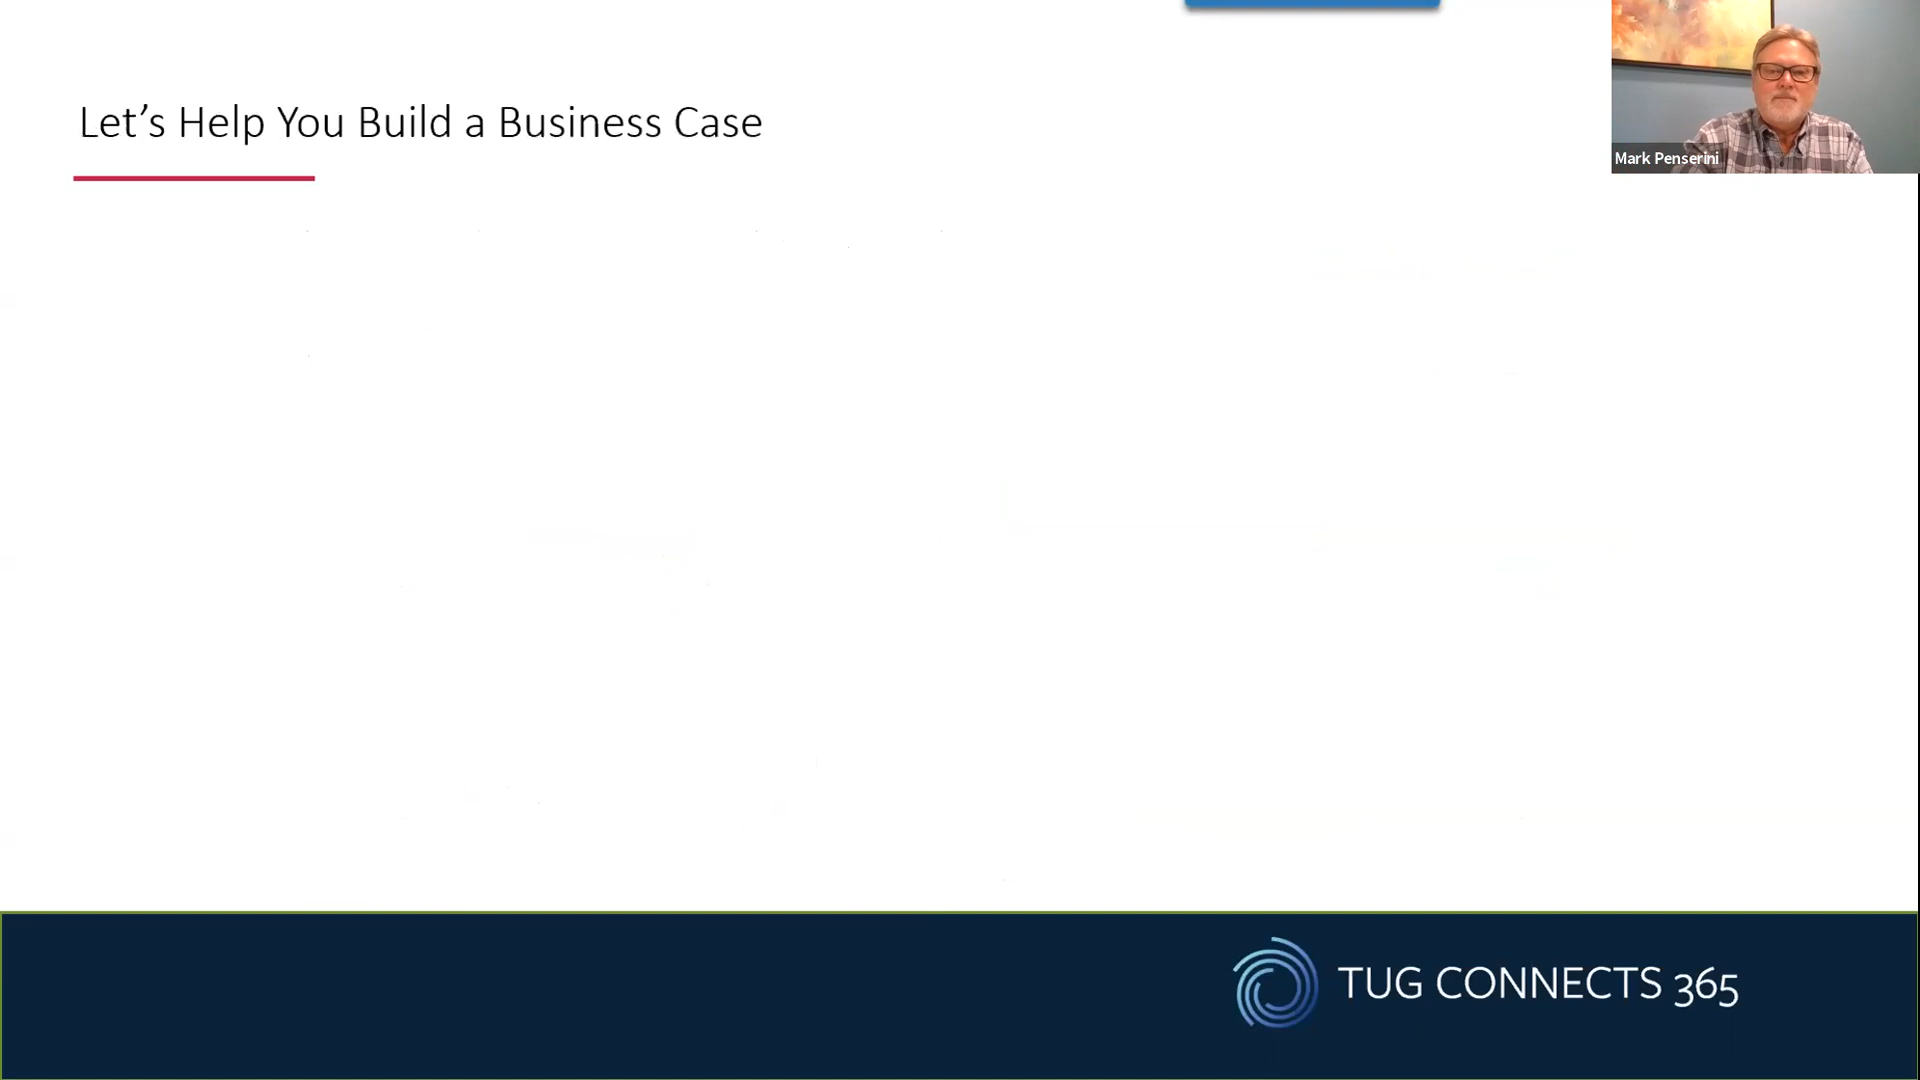 Let’s Help You Build a Business Case
Mark Penserini
TUG CONNECTS 365